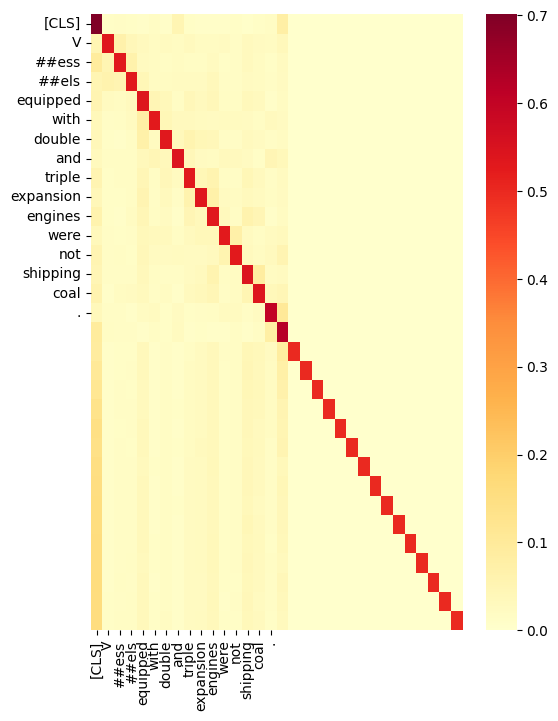 [CLS]
V
##ess
##els
equipped
with
double
and
triple
expansion
engines
were
not
shipping
coal
.
0.7
0.6
0.5
0.4
0.3
0.2
0.1
0.0
[CLS]
V
##ess
##els
equipped
with
double
and
triple
expansion
engines
were
not
shipping
coal
.